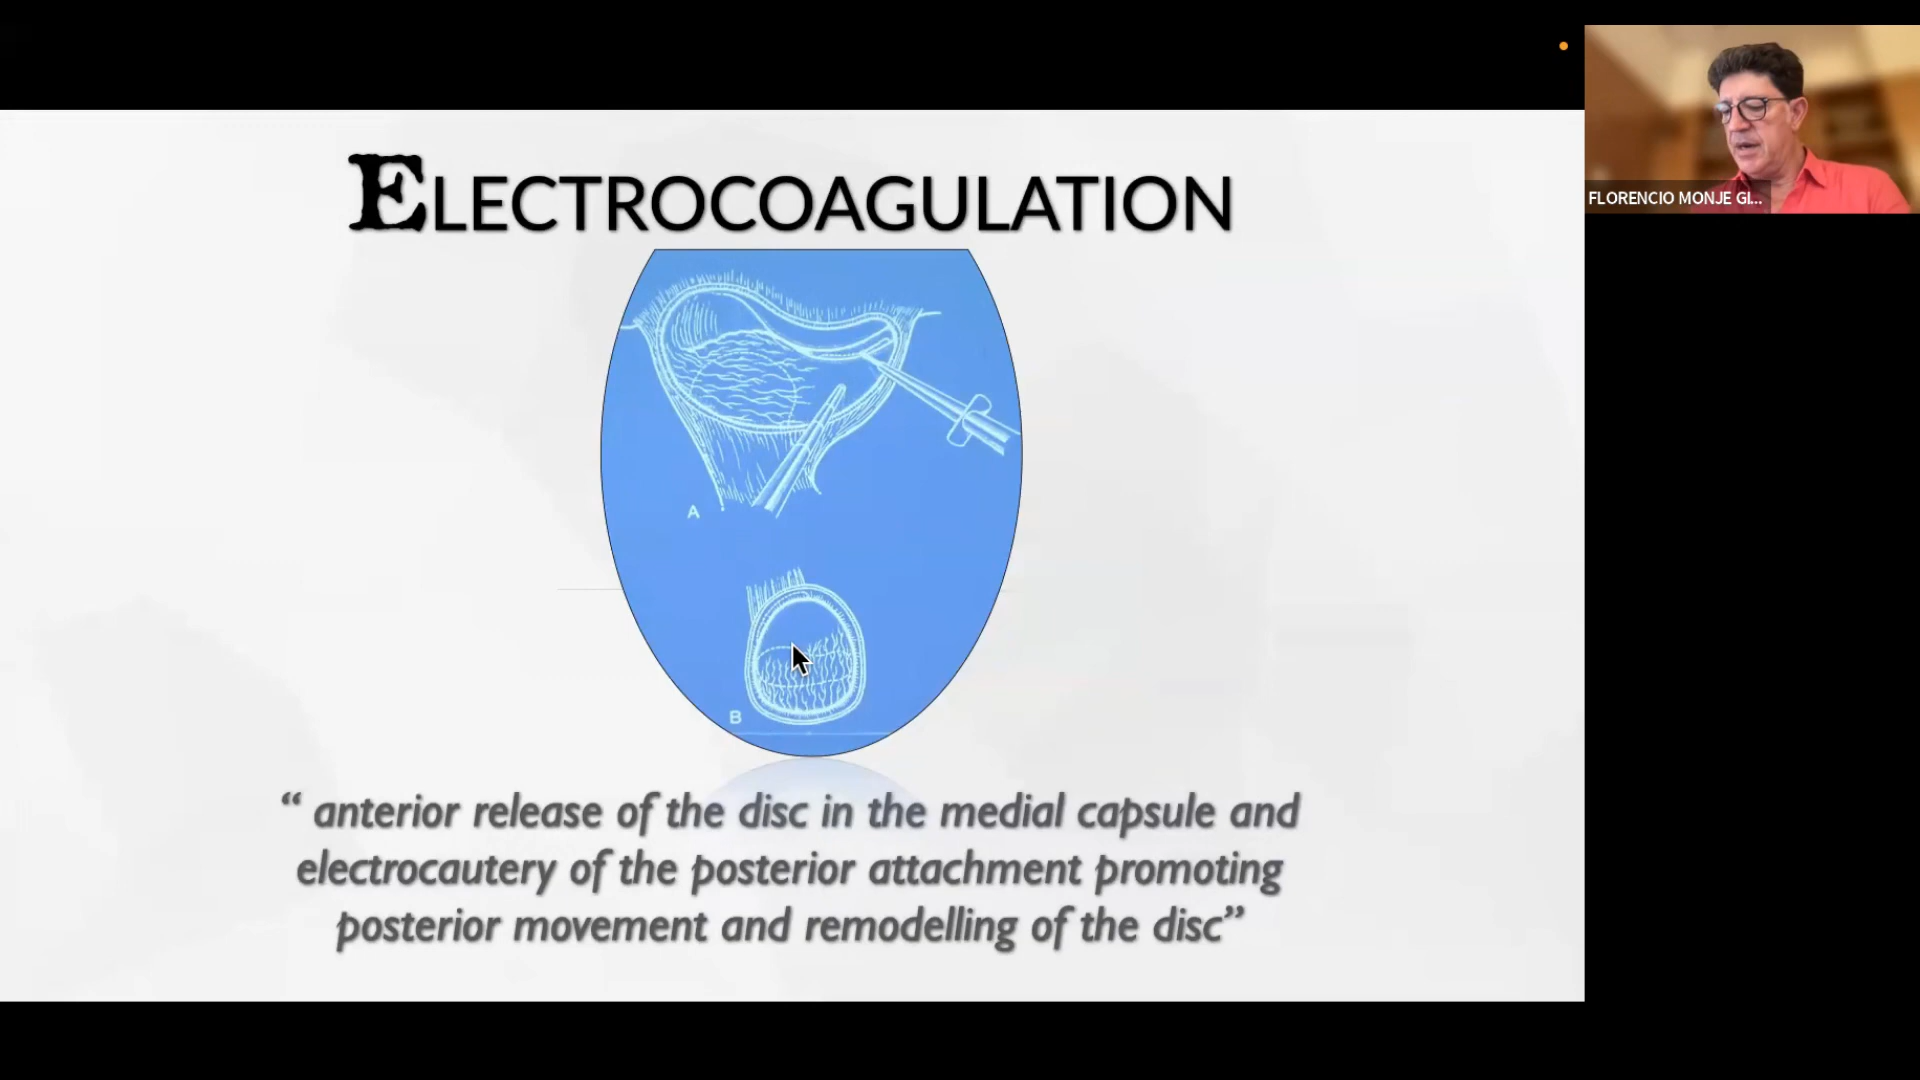 ELECTROCOAGULATION
FLORENCIO MONJE GI...
A
B
“ anterior release of the disc in the medial capsule and
electrocautery of the posterior attachment promoting
posterior movement and remodelling of the disc”